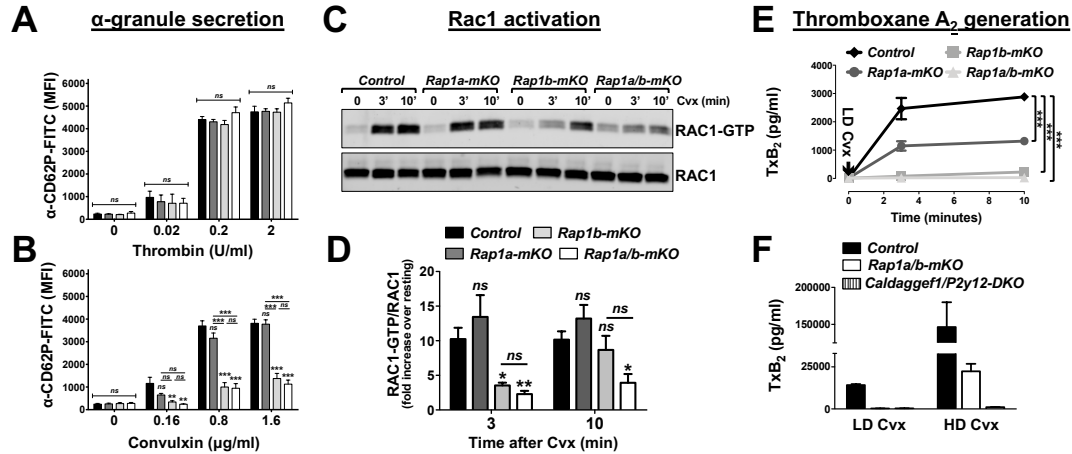 A
α-granule secretion
α-CD62P-FITC (MFI)
6000
5000
4000
3000
2000
1000
0
ns
ns
ns
ns
0
0.02
0.2
2
Thrombin (U/ml)
B
α-CD62P-FITC (MFI)
6000
5000
4000
3000
2000
1000
0
ns
ns
ns
ns
ns
**
**
***
***
ns
***
***
***
***
ns
***
***
0
0.16
0.8
1.6
Convulxin (µg/ml)
C
Rac1 activation
Control Rap1a-mKO Rap1b-mKO Rap1a/b-mKO
0 3' 10' 0 3' 10' 0 3' 10' 0 3' 10' Cvx (min)
RAC1-GTP
RAC1
D
Control
Rap1b-mKO
Rap1a-mKO
Rap1a/b-mKO
RAC1-GTP/RAC1
(fold increase over resting)
20
15
10
5
0
ns
ns
*
**
ns
ns
ns
*
3
10
Time after Cvx (min)
E
Thromboxane A2 generation
Control
Rap1b-mKO
Rap1a-mKO
Rap1a/b-mKO
TxB2 (pg/ml)
4000
3000
2000
1000
0
LD Cvx
***
***
***
0 2 4 6 8 10
Time (minutes)
F
Control
Rap1a/b-mKO
Caldaggef1/P2y12-DKO
TxB2 (pg/ml)
200000
150000
25000
0
LD Cvx
HD Cvx